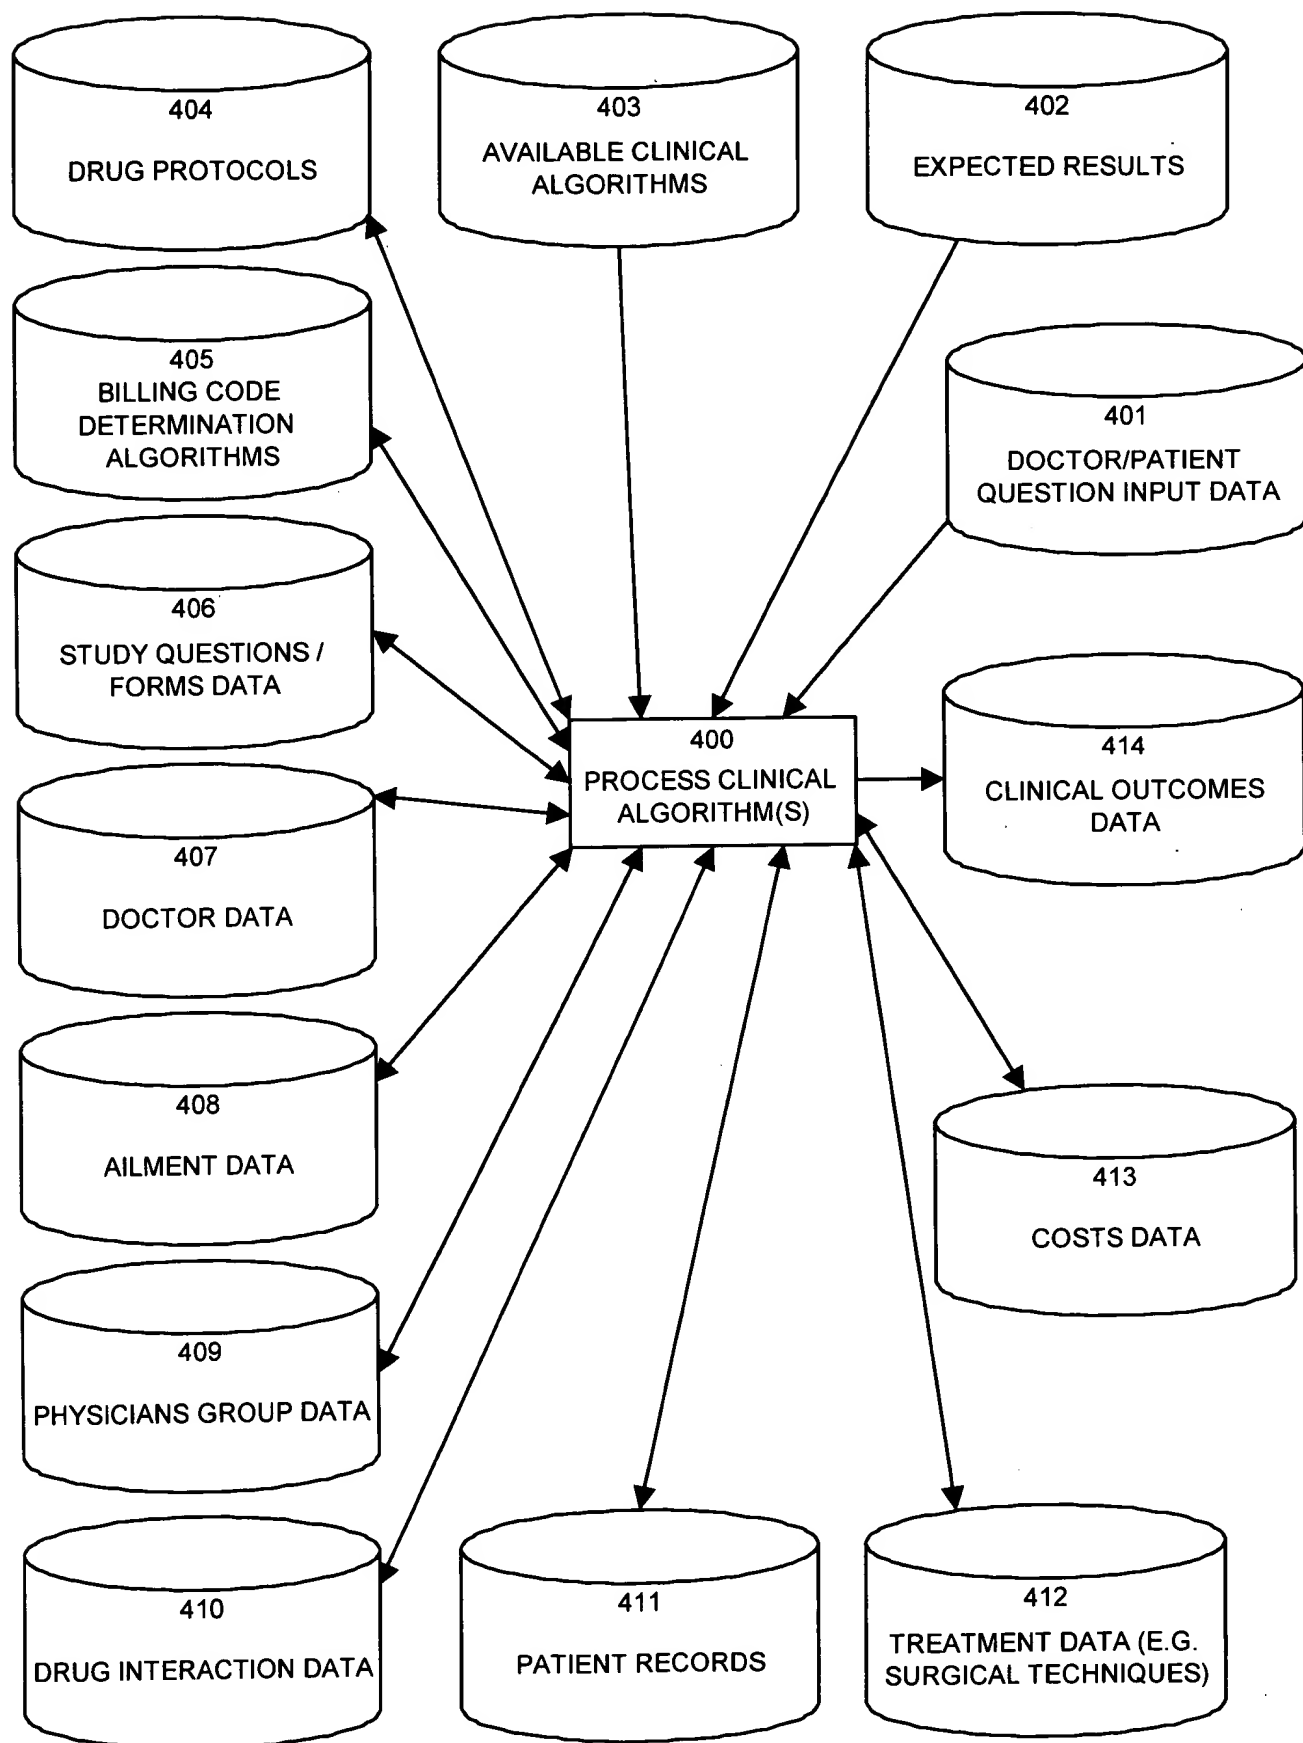 404
DRUG PROTOCOLS
403
AVAILABLE CLINICAL
ALGORITHMS
402
EXPECTED RESULTS
405
BILLING CODE
DETERMINATION
ALGORITHMS
401
DOCTOR/PATIENT
QUESTION INPUT DATA
406
STUDY QUESTIONS /
FORMS DATA
400
PROCESS CLINICAL
ALGORITHM(S)
414
CLINICAL OUTCOMES
DATA
407
DOCTOR DATA
408
AILMENT DATA
413
COSTS DATA
409
PHYSICIANS GROUP DATA
410
DRUG INTERACTION DATA
411
PATIENT RECORDS
412
TREATMENT DATA (E.G.
SURGICAL TECHNIQUES)